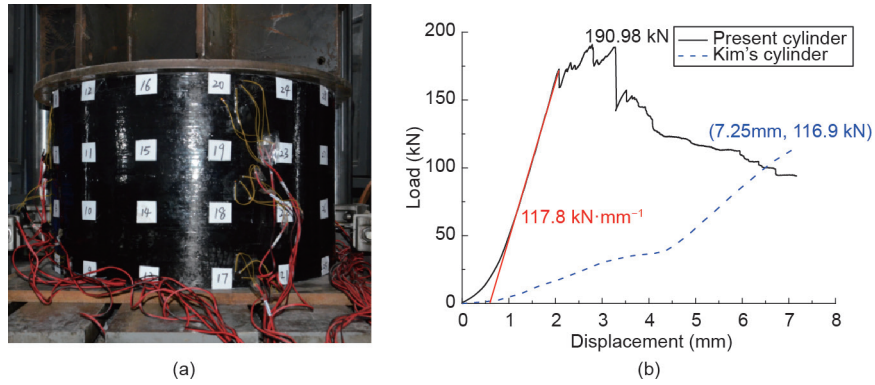 12
16
20
24
11
15
19
23
10
14
18
17
(a)
200
150
100
50
0
Load (kN)
0
1
2
3
4
5
6
7
8
Displacement (mm)
190.98 kN
Present cylinder
Kim's cylinder
(7.25mm, 116.9 kN)
117.8 kN·mm⁻¹
(b)